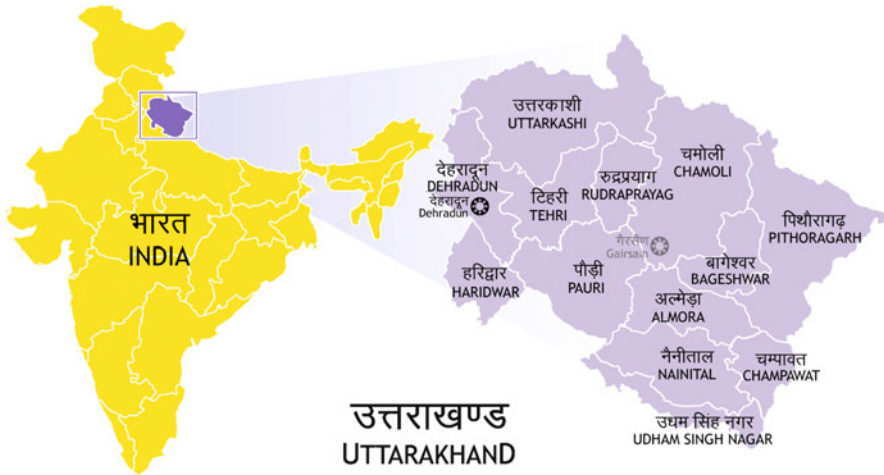 भारत
INDIA
उत्तरकाशी
UTTARKASHI
चमोली
CHAMOLI
रुद्रप्रयाग
RUDRAPRAYAG
देहरादून
DEHRADUN
देहरादून
Dehradun
टिहरी
TEHRI
पिथौरागढ़
PITHORAGARH
गैरसैण
Gairsain
बागेश्वर
BAGESHWAR
हरिद्वार
HARIDWAR
पौड़ी
PAURI
अल्मोड़ा
ALMORA
नैनीताल
NAINITAL
चम्पावत
CHAMPAWAT
उधम सिंह नगर
UDHAM SINGH NAGAR
उत्तराखण्ड
UTTARAKHAND